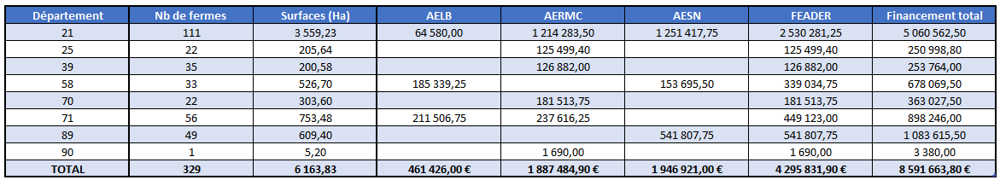 Département Nb de fermes Surfaces (Ha) AELB AERMC AESN FEADER Financement total
21 111 3 559,23 64 580,00 1 214 283,50 1 251 417,75 2 530 281,25 5 060 562,50
25 22 205,64 125 499,40 125 499,40 250 998,80
39 35 200,58 126 882,00 126 882,00 253 764,00
58 33 526,70 185 339,25 153 695,50 339 034,75 678 069,50
70 22 303,60 181 513,75 181 513,75 363 027,50
71 56 753,48 211 506,75 237 616,25 449 123,00 898 246,00
89 49 609,40 541 807,75 541 807,75 1 083 615,50
90 1 5,20 1 690,00 1 690,00 3 380,00
TOTAL 329 6 163,83 461 426,00 € 1 887 484,90 € 1 946 921,00 € 4 295 831,90 € 8 591 663,80 €